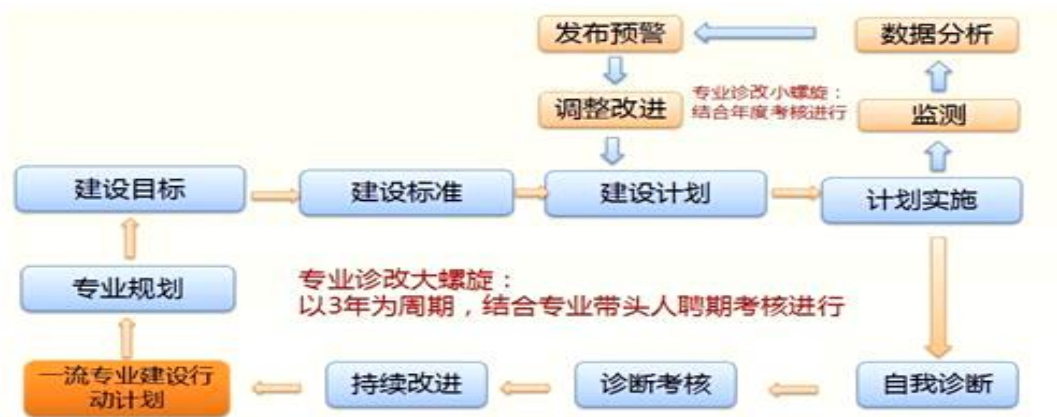 发布预警
数据分析
调整改进
专业诊改小螺旋：
结合年度考核进行
监测
建设目标
建设标准
建设计划
计划实施
专业规划
专业诊改大螺旋：
以3年为周期，结合专业带头人聘期考核进行
一流专业建设行
动计划
持续改进
诊断考核
自我诊断